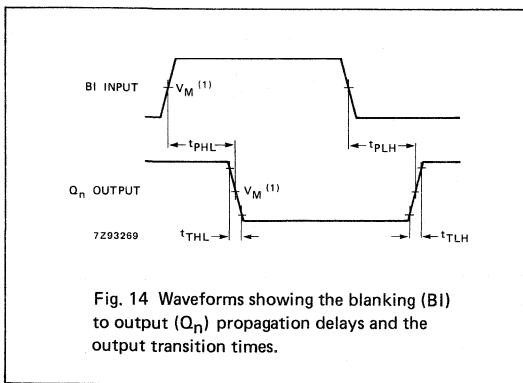 BI INPUT
VM (1)
tPHL
tPLH
Qn OUTPUT
VM (1)
7Z93269
tTHL
tTLH
Fig. 14 Waveforms showing the blanking (BI)
to output (Qn) propagation delays and the
output transition times.